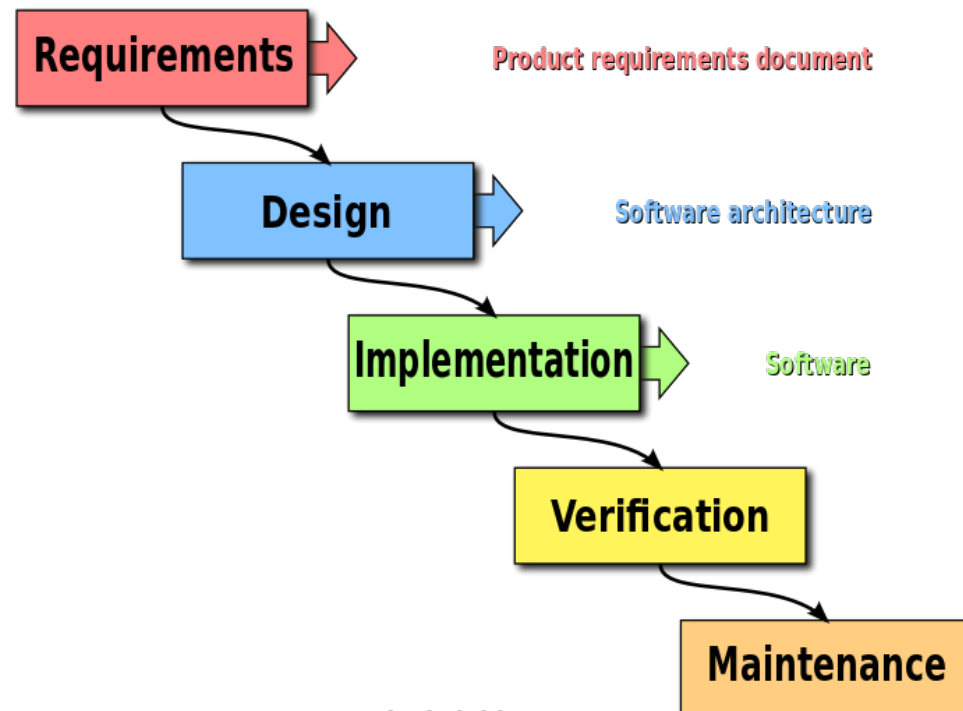 Requirements
Product requirements document
Design
Software architecture
Implementation
Software
Verification
Maintenance